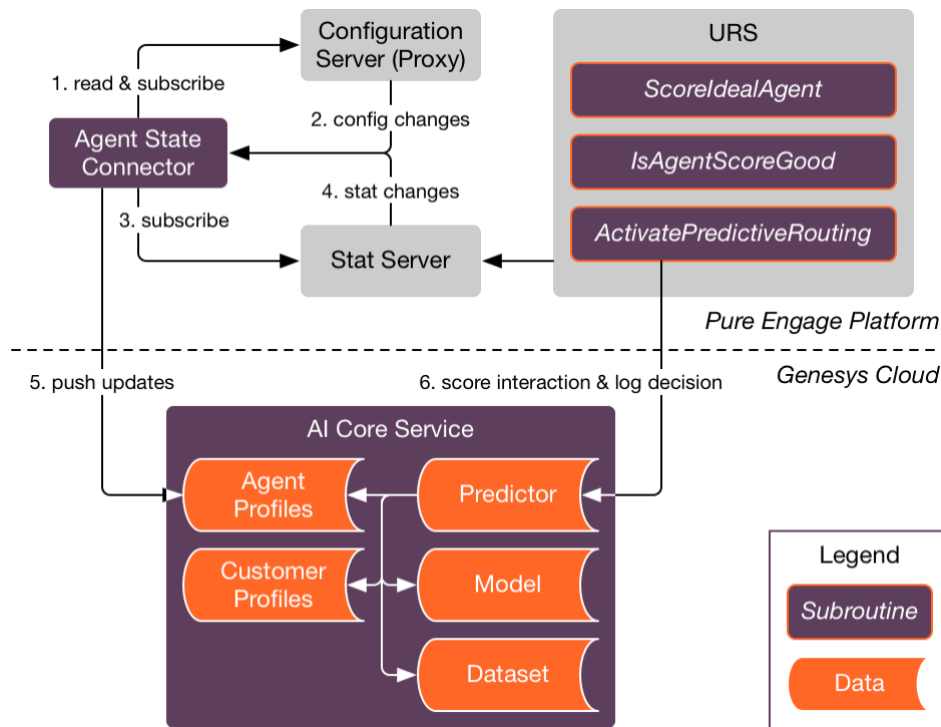 Configuration
Server (Proxy)
URS
1. read & subscribe
ScoreIdealAgent
2. config changes
Agent State
Connector
IsAgentScoreGood
4. stat changes
3. subscribe
ActivatePredictiveRouting
Stat Server
Pure Engage Platform
Genesys Cloud
5. push updates
6. score interaction & log decision
AI Core Service
Agent
Profiles
Predictor
Customer
Profiles
Model
Dataset
Legend
Subroutine
Data